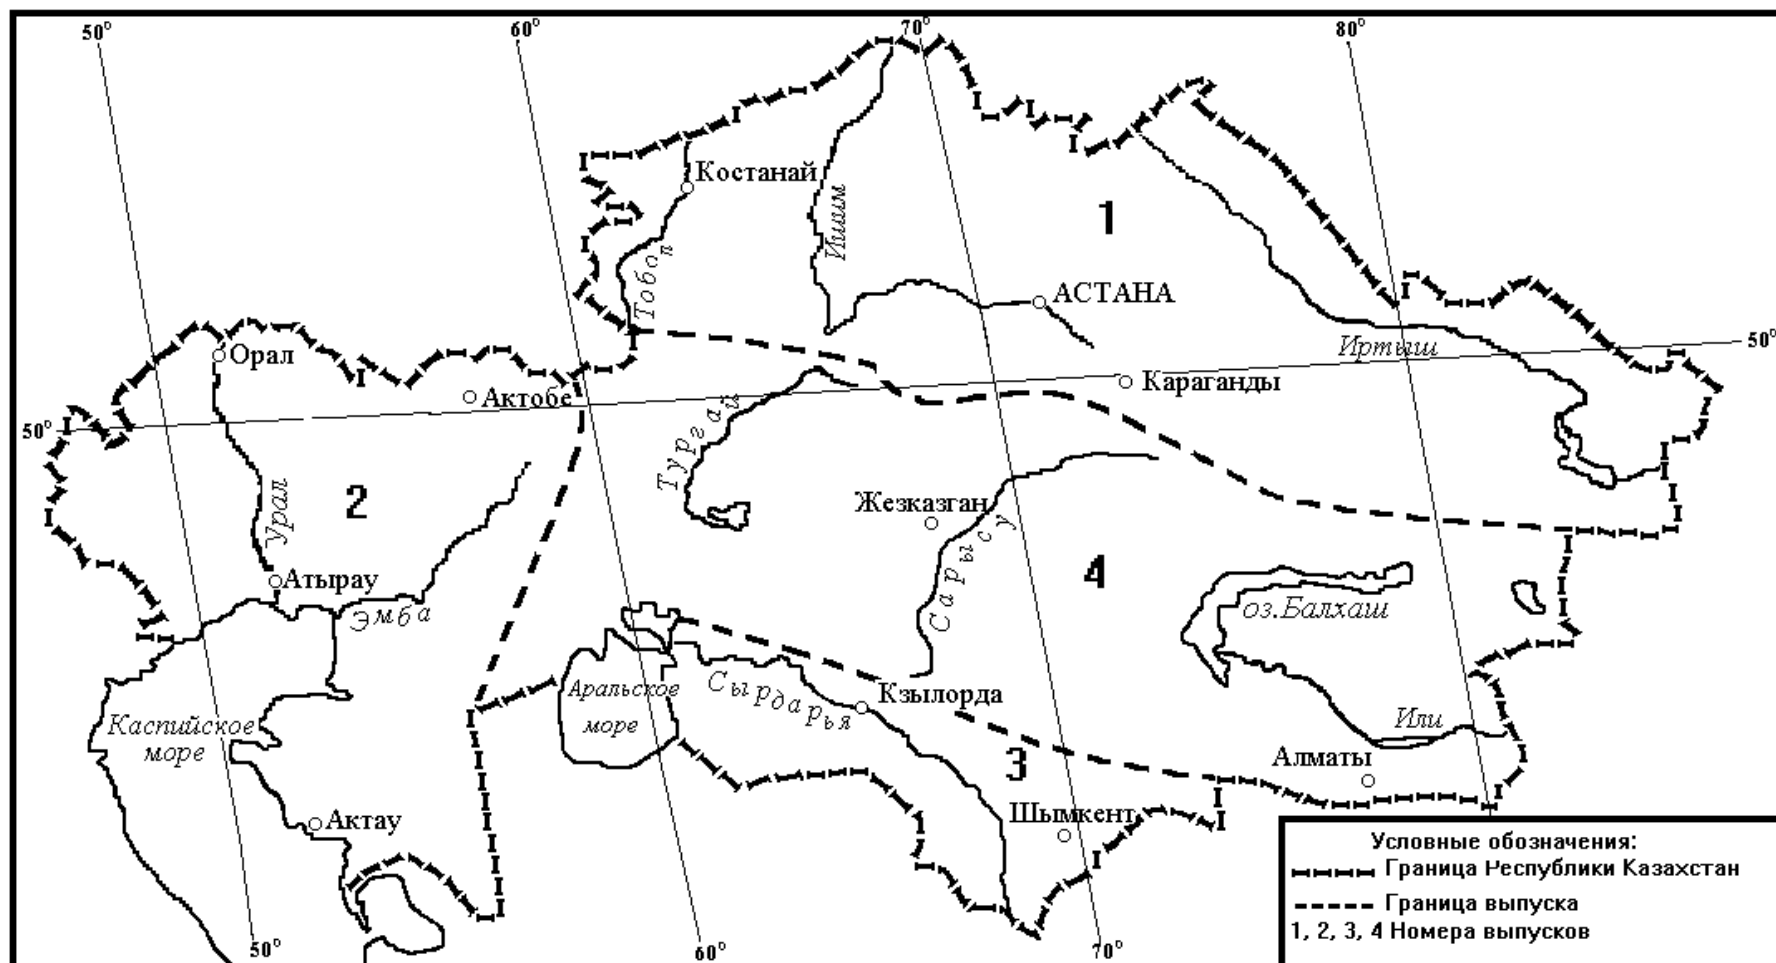 50°
60°
70°
80°
Костанай
Ишим
1
Тобол
АСТАНА
Орал
Иртыш
50°
Актобе
Караганды
50°
Тургай
2
Урал
Жезказган
Сарысу
4
Атырау
Эмба
оз.Балхаш
Сырдарья
Аральское
море
Кзылорда
Каспийское
море
Или
3
Алматы
Актау
Шымкент
50°
60°
70°
Условные обозначения:
Граница Республики Казахстан
Граница выпуска
1, 2, 3, 4 Номера выпусков